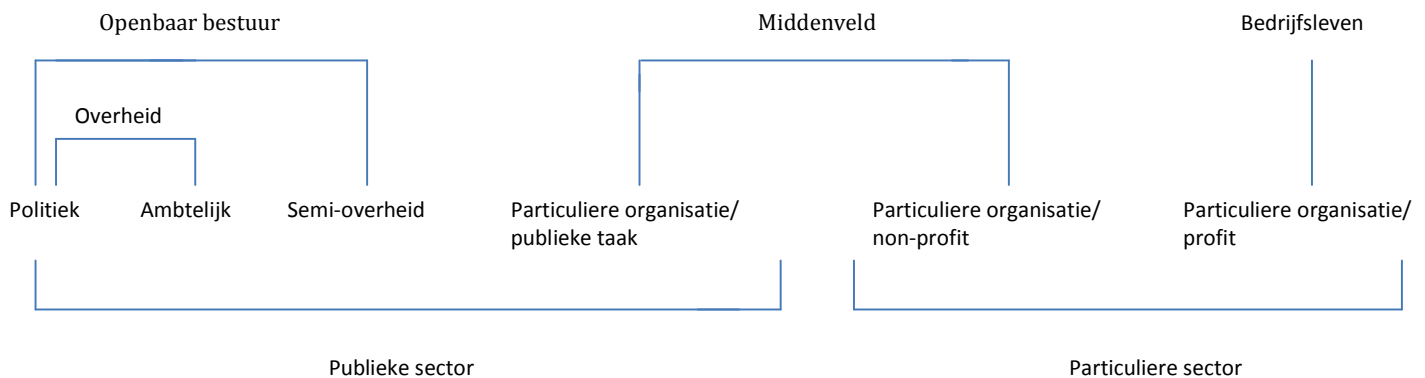 Openbaar bestuur
Middenveld
Bedrijfsleven
Overheid
Politiek
Ambtelijk
Semi-overheid
Particuliere organisatie/
publieke taak
Particuliere organisatie/
non-profit
Particuliere organisatie/
profit
Publieke sector
Particuliere sector